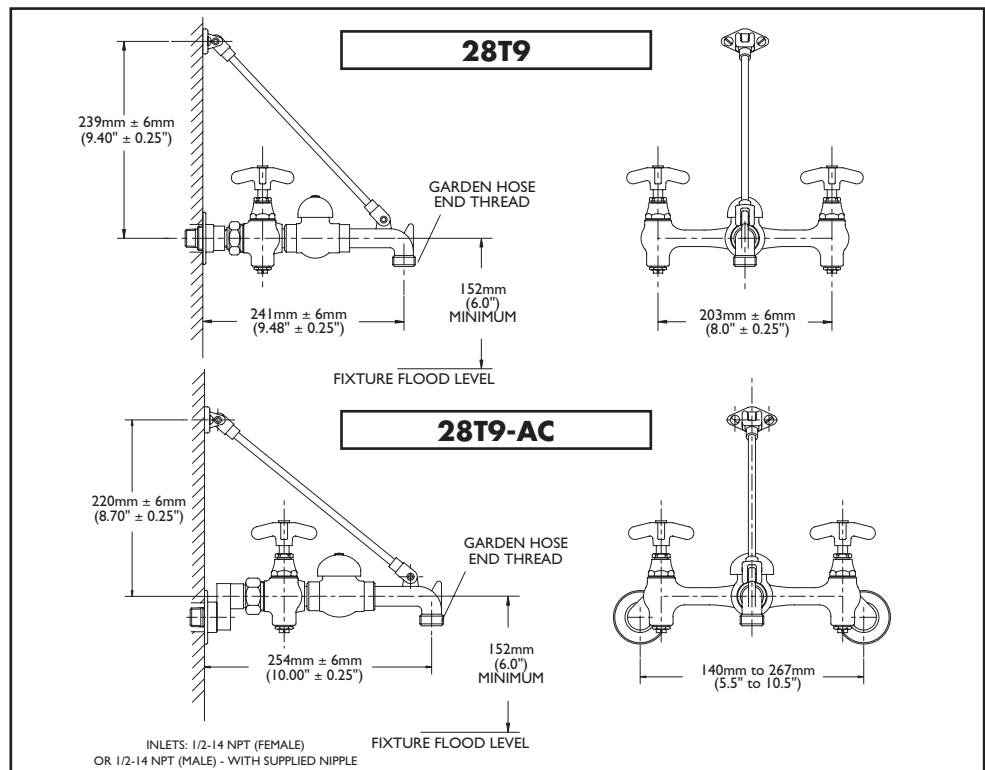 28T9
239mm ± 6mm
(9.40" ± 0.25")
GARDEN HOSE
END THREAD
241mm ± 6mm
(9.48" ± 0.25")
152mm
(6.0")
MINIMUM
203mm ± 6mm
(8.0" ± 0.25")
FIXTURE FLOOD LEVEL
28T9-AC
220mm ± 6mm
(8.70" ± 0.25")
GARDEN HOSE
END THREAD
254mm ± 6mm
(10.00" ± 0.25")
152mm
(6.0")
MINIMUM
140mm to 267mm
(5.5" to 10.5")
FIXTURE FLOOD LEVEL
INLETS: 1/2-14 NPT (FEMALE)
OR 1/2-14 NPT (MALE) - WITH SUPPLIED NIPPLE